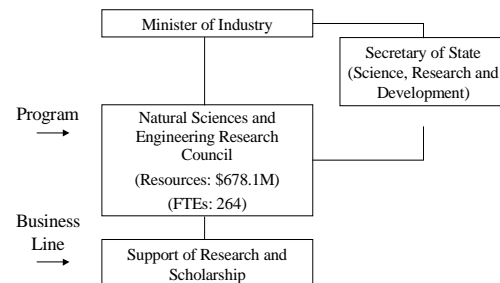 Minister of Industry
Secretary of State
(Science, Research and
Development)
Program
Natural Sciences and
Engineering Research
Council
(Resources: $678.1M)
(FTEs: 264)
Business
Line
Support of Research and
Scholarship